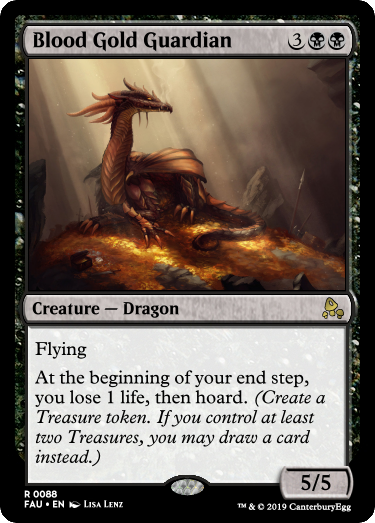 Blood Gold Guardian 3
Creature — Dragon
Flying
At the beginning of your end step,
you lose 1 life, then hoard. (Create a
Treasure token. If you control at least
two Treasures, you may draw a card
instead.)
5/5
R 0088
FAU • EN Lisa Lenz
™ & © 2019 CanterburyEgg